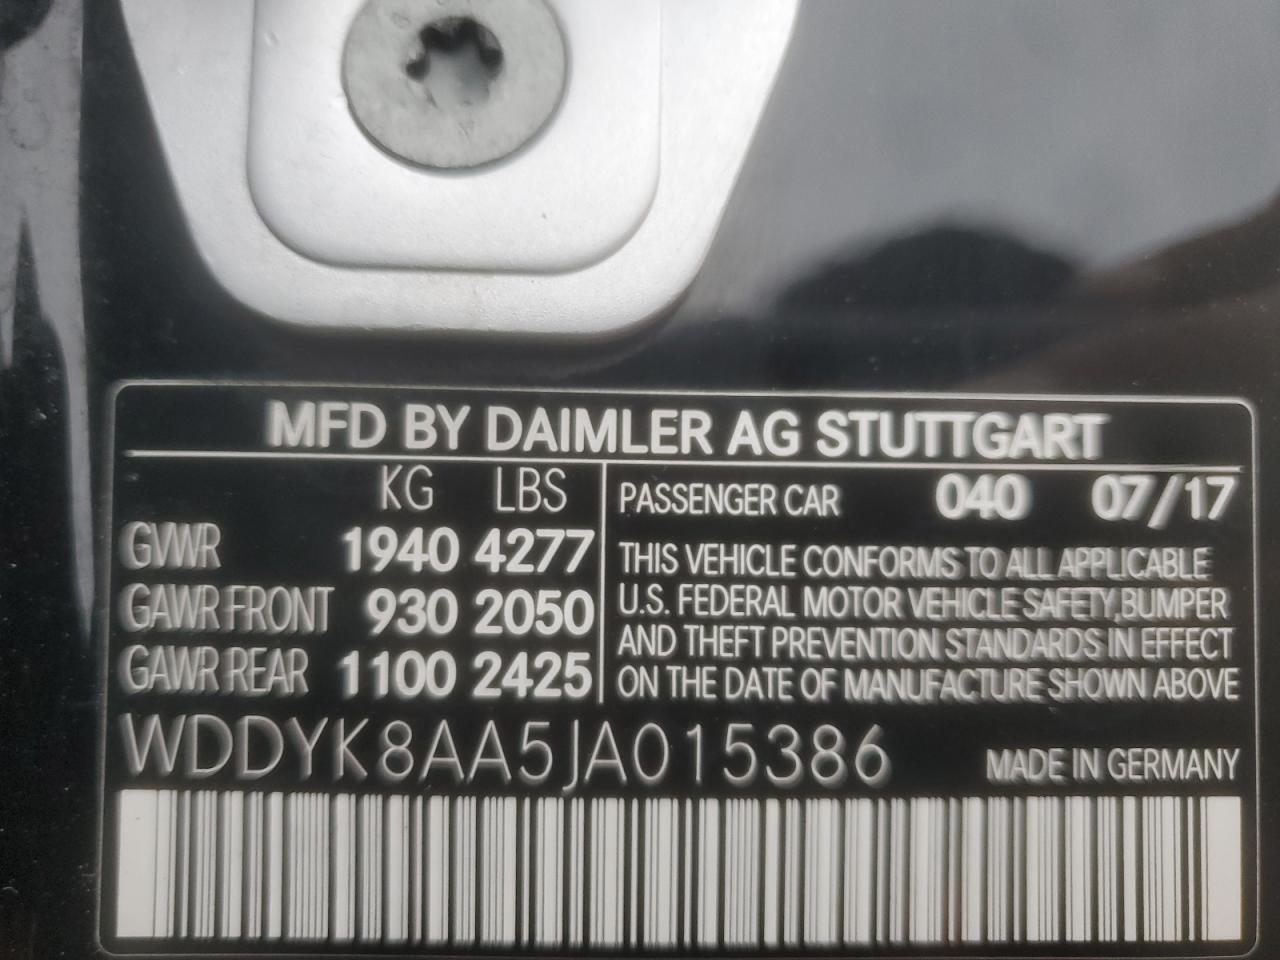 MFD BY DAIMLER AG STUTTGART
KG LBS
GVWR 1940 4277
GAWR FRONT 930 2050
GAWR REAR 1100 2425
PASSENGER CAR 040 07/17
THIS VEHICLE CONFORMS TO ALL APPLICABLE
U.S. FEDERAL MOTOR VEHICLE SAFETY,BUMPER
AND THEFT PREVENTION STANDARDS IN EFFECT
ON THE DATE OF MANUFACTURE SHOWN ABOVE
WDDYK8AA5JA015386 MADE IN GERMANY